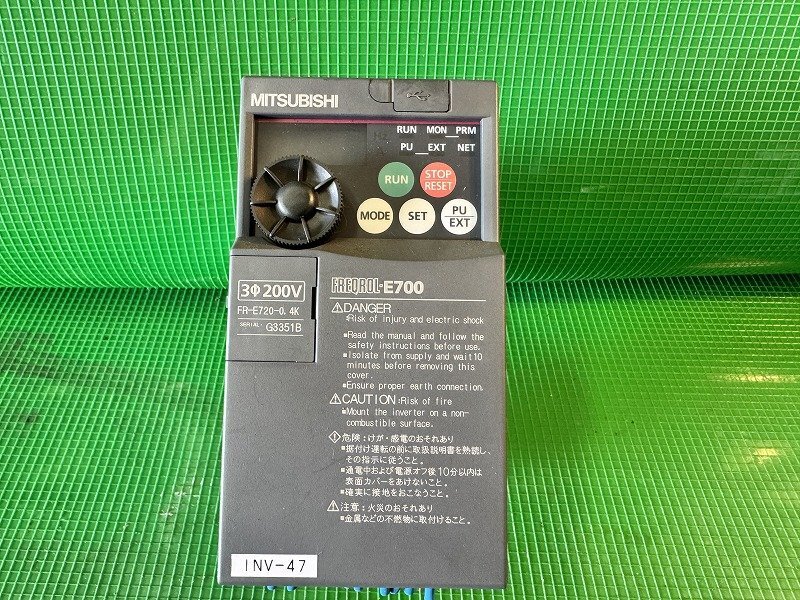 MITSUBISHI
RUN MON PRM
PU EXT NET
RUN
STOP
RESET
MODE
SET
PU
EXT
3Φ200V
FR-E720-0.4K
SERIAL: G3351B
FREQROL-E700
⚠DANGER
:Risk of injury and electric shock
■Read the manual and follow the
safety instructions before use.
■Isolate from supply and wait 10
minutes before removing this
cover.
■Ensure proper earth connection.
⚠CAUTION:Risk of fire
■Mount the inverter on a non-
combustible surface.
危険：けが・感電のおそれあり
■据付け運転の前に取扱説明書を熟読し、
その指示に従うこと。
■通電中および電源オフ後10分以内は
表面カバーをあけないこと。
■確実に接地をおこなうこと。
⚠注意：火災のおそれあり
■金属などの不燃物に取付けること。
INV-47